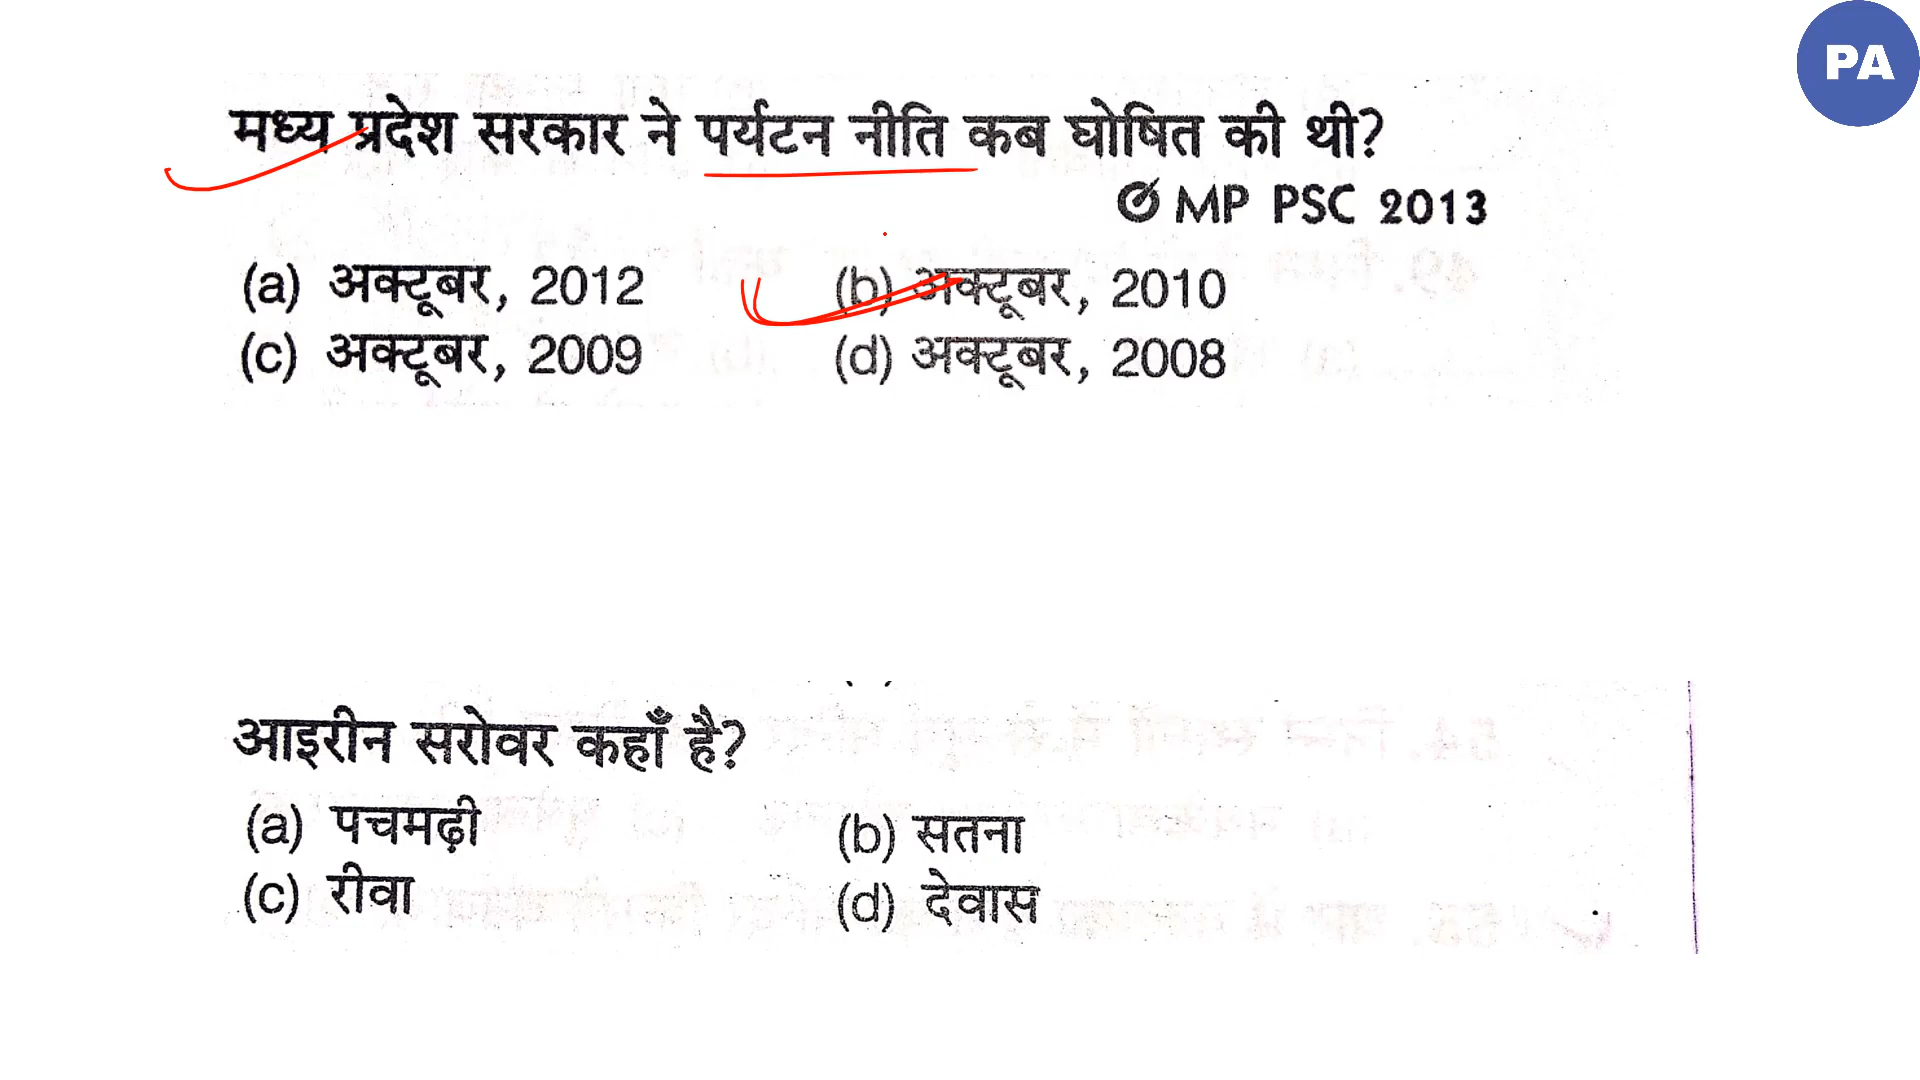 PA
मध्य प्रदेश सरकार ने पर्यटन नीति कब घोषित की थी?
MP PSC 2013
(a) अक्टूबर, 2012 (b) अक्टूबर, 2010
(c) अक्टूबर, 2009 (d) अक्टूबर, 2008
आइरीन सरोवर कहाँ है?
(a) पचमढ़ी (b) सतना
(c) रीवा (d) देवास